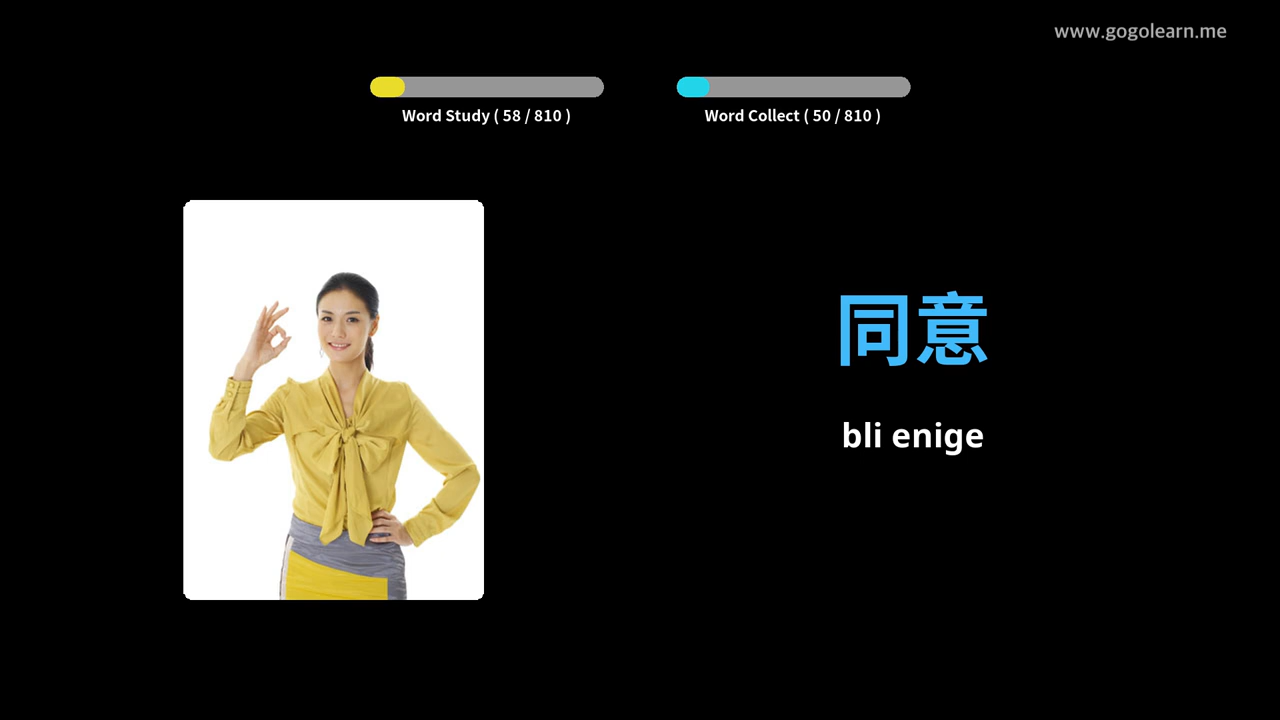 www.gogolearn.me
Word Study ( 58 / 810 )
Word Collect ( 50 / 810 )
同意
bli enige